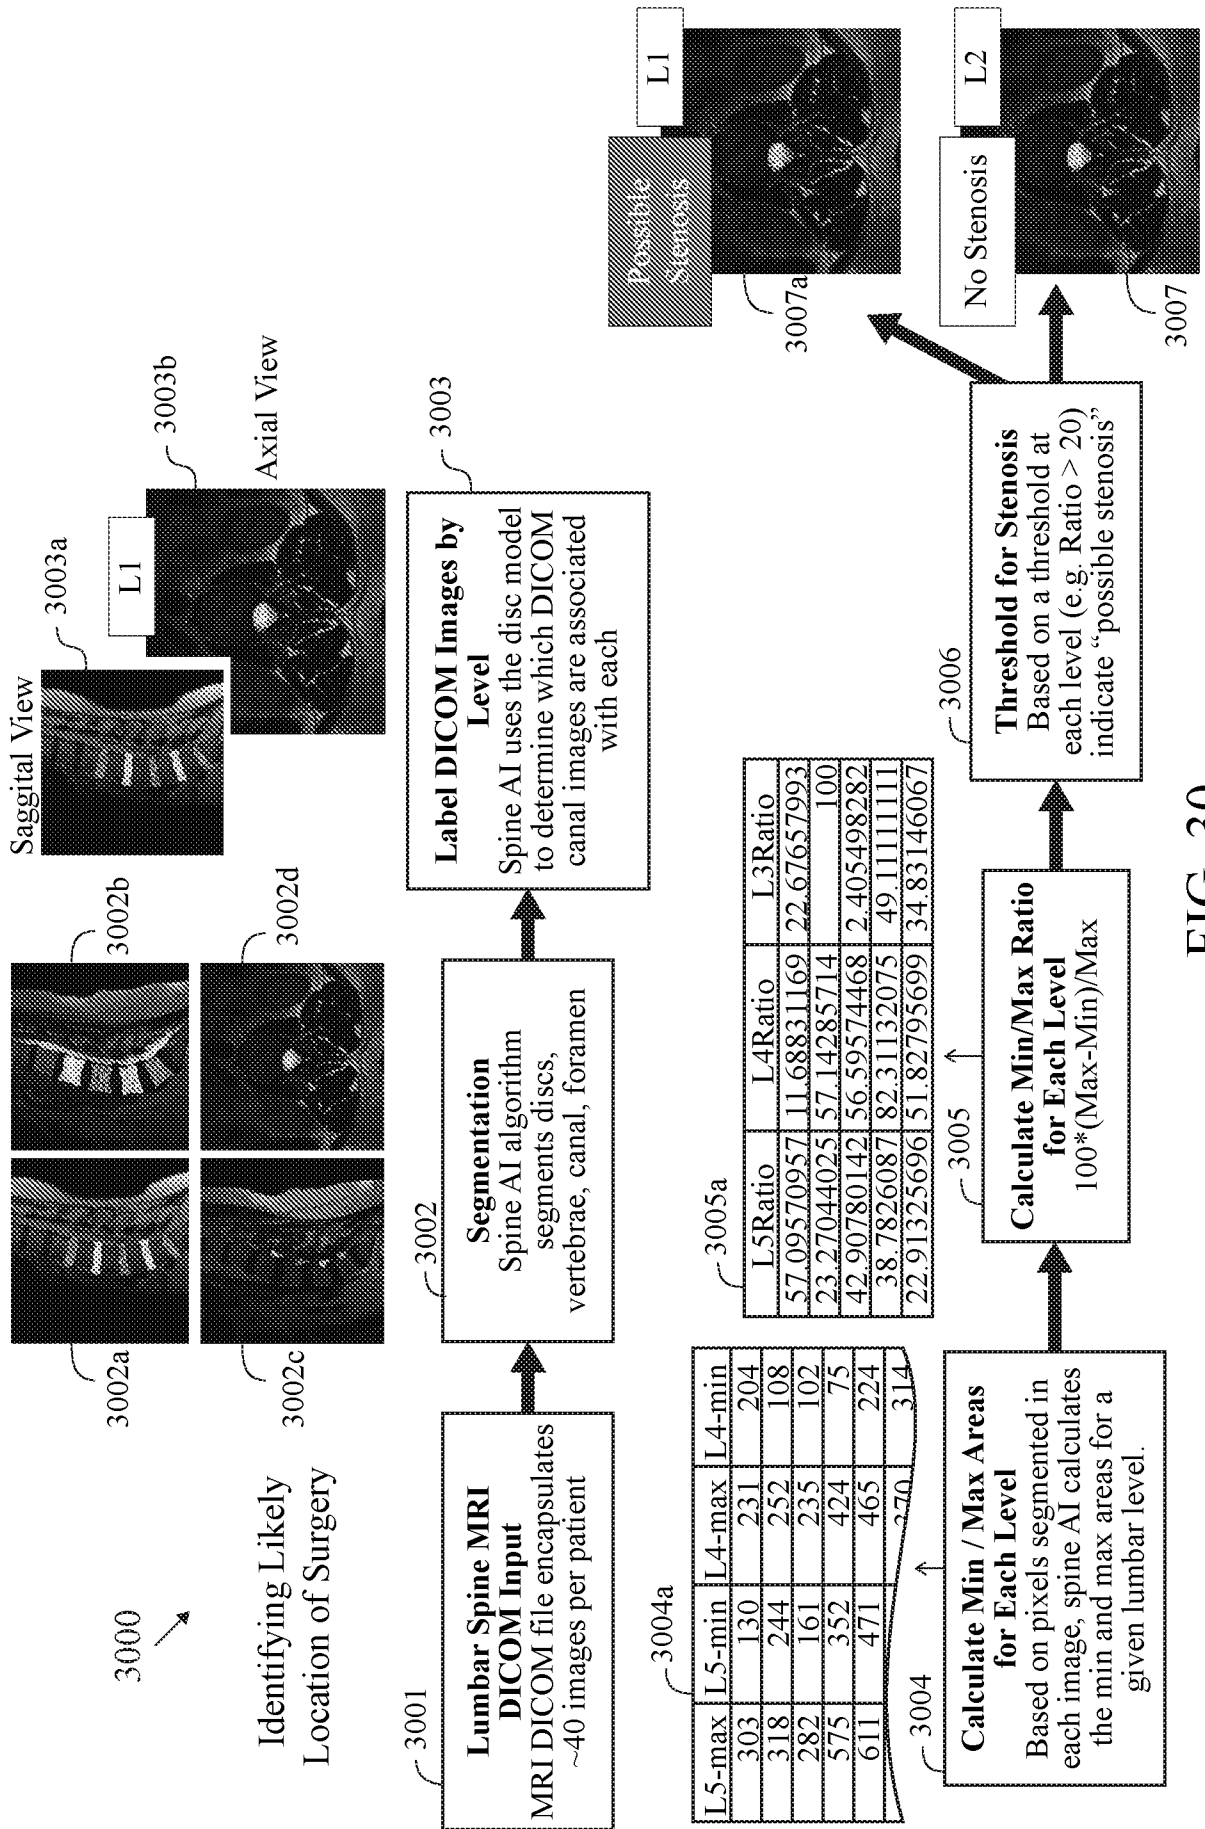 3000
Identifying Likely
Location of Surgery
3002a
3002b
3002c
3002d
Saggital View
3003a
L1
3003b
Axial View
3001
Lumbar Spine MRI
DICOM Input
MRI DICOM file encapsulates
~40 images per patient
3002
Segmentation
Spine AI algorithm
segments discs,
vertebrae, canal, foramen
3003
Label DICOM Images by
Level
Spine AI uses the disc model
to determine which DICOM
canal images are associated
with each
3004a
L5-max L5-min L4-max L4-min
303 130 231 204
318 244 252 108
282 161 235 102
575 352 424 75
611 471 465 224
270 314
3005a
L5Ratio L4Ratio L3Ratio
57.09570957 11.68831169 22.67657993
23.27044025 57.14285714 100
42.90780142 56.59574468 2.405498282
38.7826087 82.31132075 49.11111111
22.91325696 51.82795699 34.83146067
3004
Calculate Min / Max Areas
for Each Level
Based on pixels segmented in
each image, spine AI calculates
the min and max areas for a
given lumbar level.
3005
Calculate Min/Max Ratio
for Each Level
100*(Max-Min)/Max
3006
Threshold for Stenosis
Based on a threshold at
each level (e.g. Ratio > 20)
indicate “possible stenosis”
Possible
Stenosis
L1
3007a
No Stenosis
L2
3007
FIG. 30